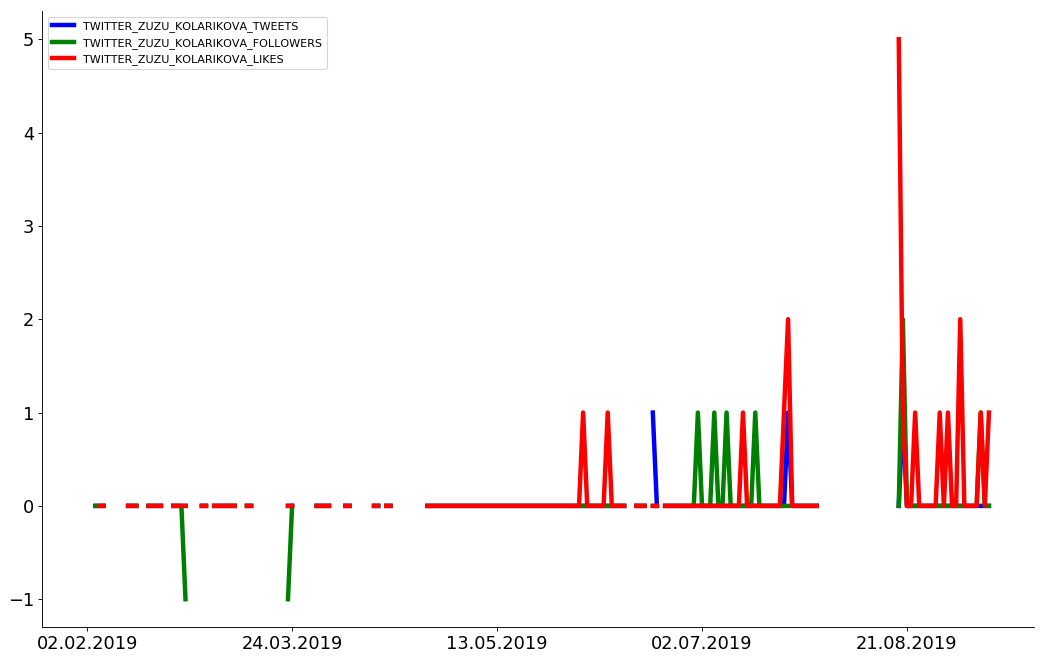 TWITTER_ZUZU_KOLARIKOVA_TWEETS
TWITTER_ZUZU_KOLARIKOVA_FOLLOWERS
TWITTER_ZUZU_KOLARIKOVA_LIKES
5
4
3
2
1
0
−1
02.02.2019 24.03.2019 13.05.2019 02.07.2019 21.08.2019